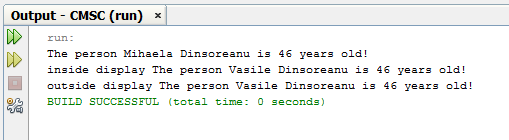 Output - CMSC (run) ×
run:
The person Mihaela Dinsoreanu is 46 years old!
inside display The person Vasile Dinsoreanu is 46 years old!
outside display The person Vasile Dinsoreanu is 46 years old!
BUILD SUCCESSFUL (total time: 0 seconds)